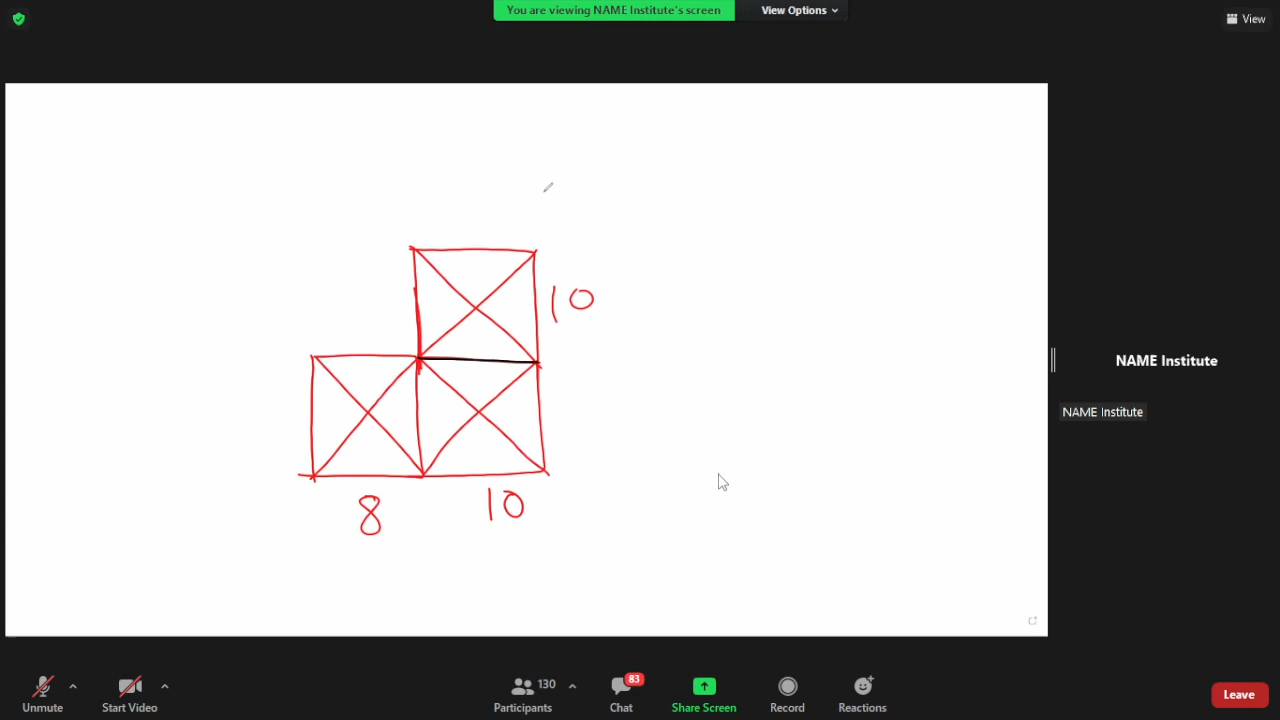 You are viewing NAME Institute's screen
View Options
View
10
8
10
NAME Institute
NAME Institute
Unmute
Start Video
130
Participants
83
Chat
Share Screen
Record
Reactions
Leave